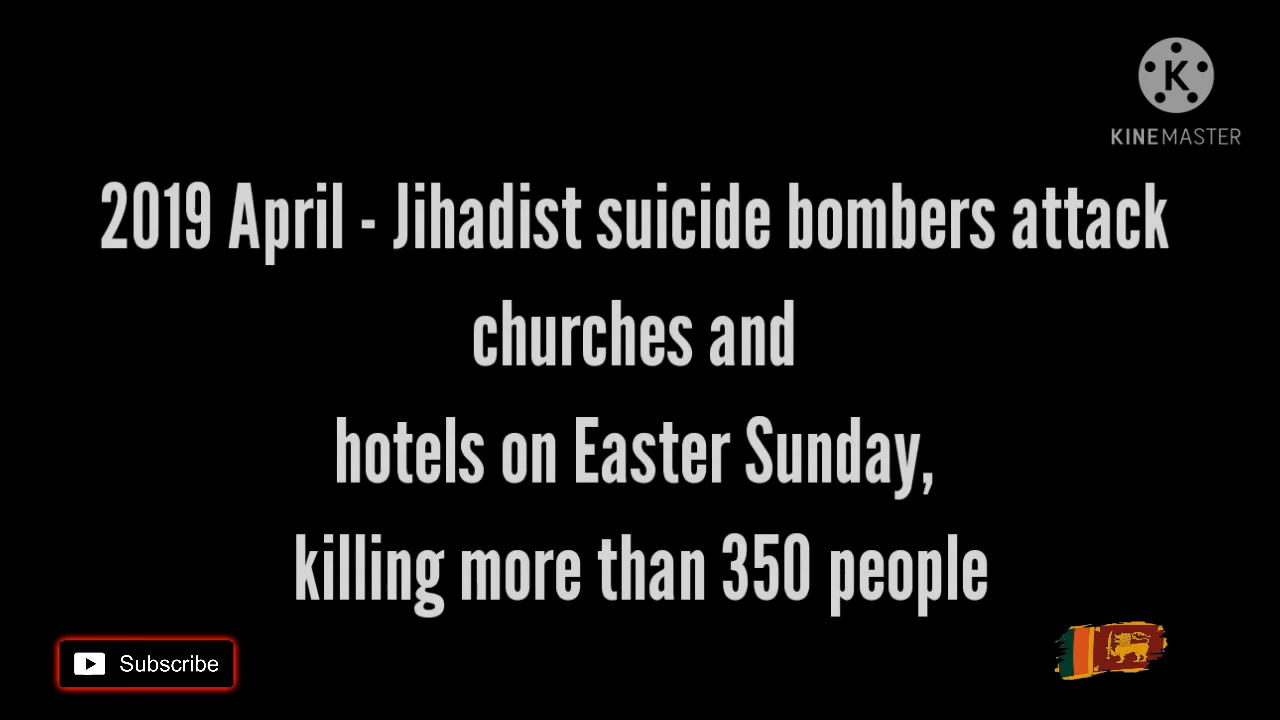 KINEMASTER
2019 April - Jihadist suicide bombers attack
churches and
hotels on Easter Sunday,
killing more than 350 people
Subscribe